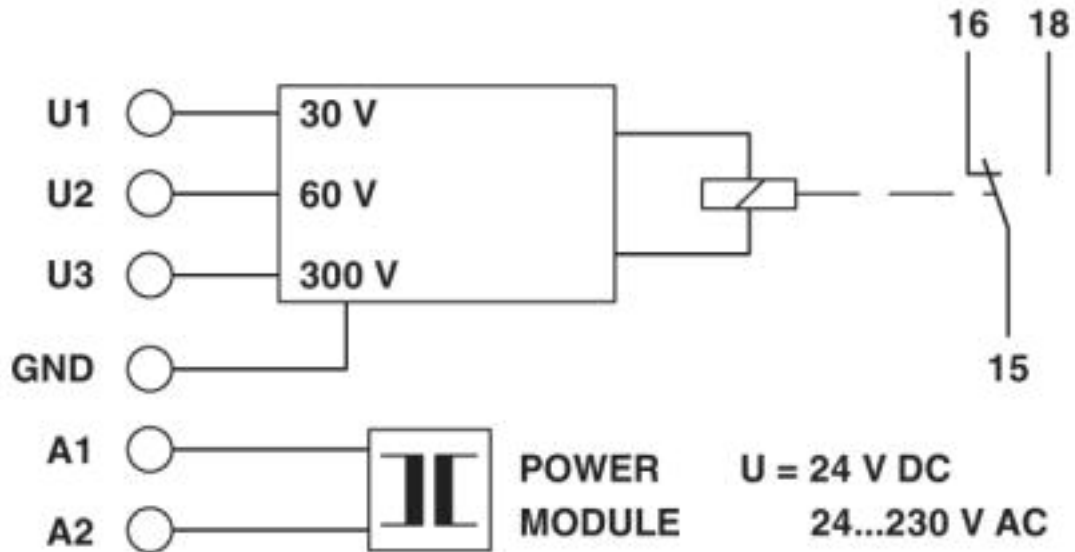 16 18
U1 30 V
U2 60 V
U3 300 V
GND
15
A1
POWER U = 24 V DC
A2 MODULE 24...230 V AC